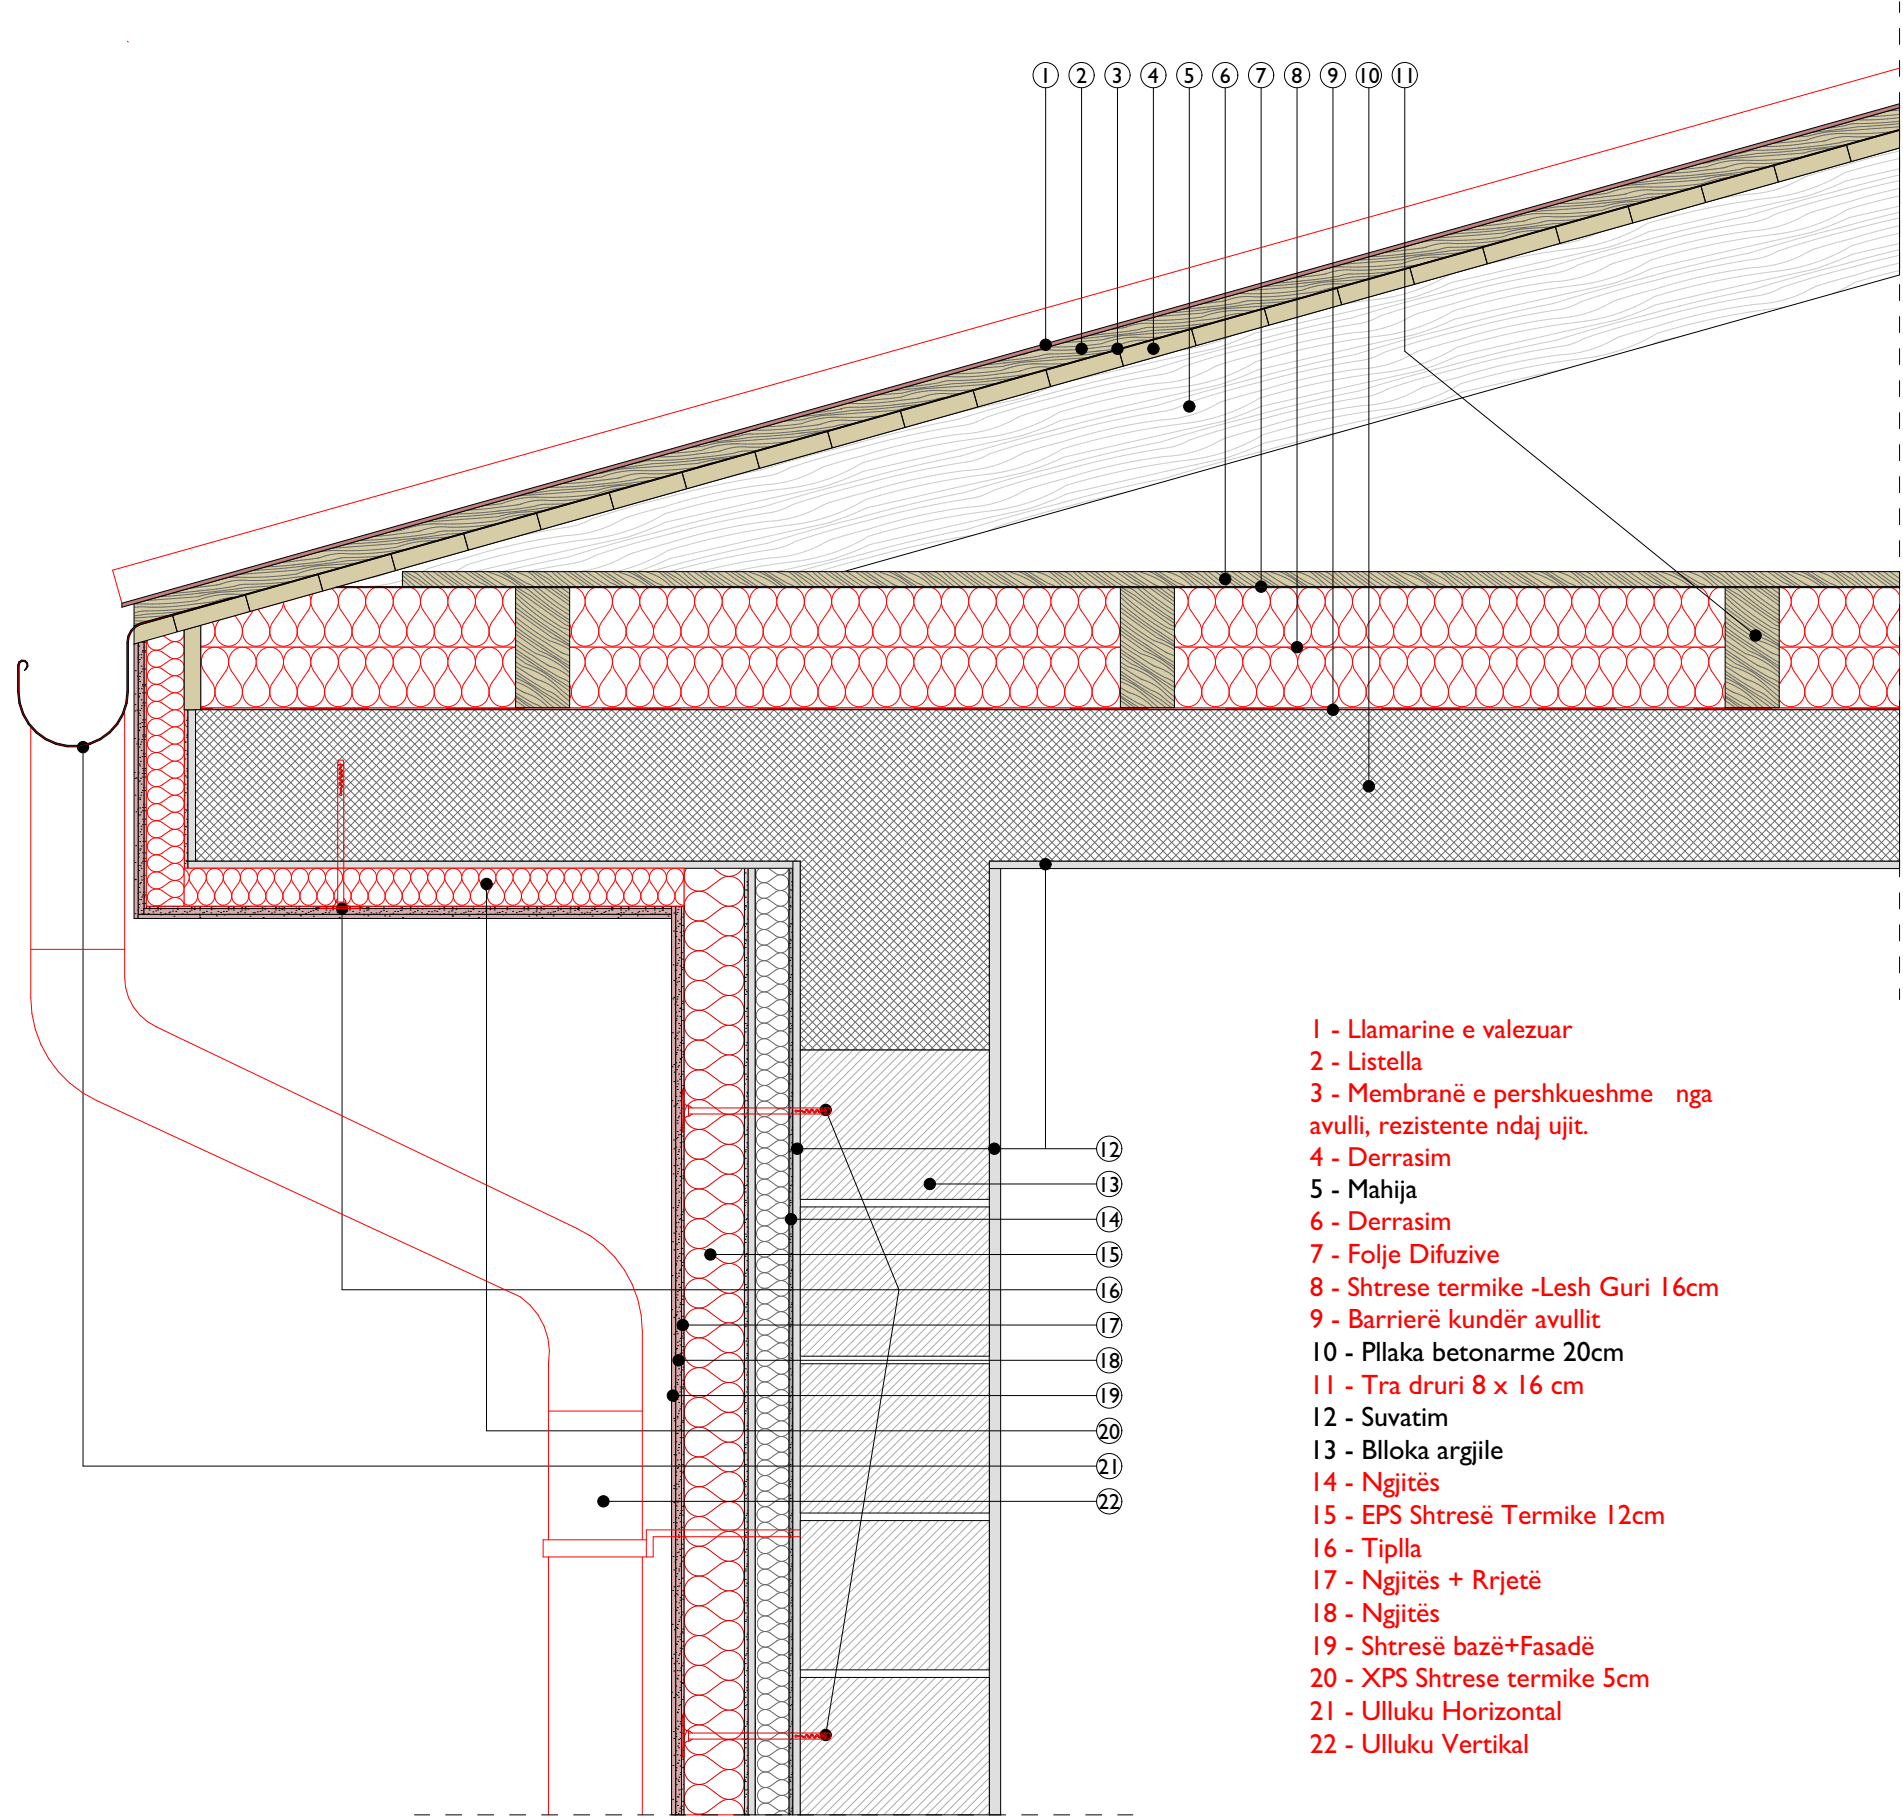 1 2 3 4 5 6 7 8 9 10 11
12
13
14
15
16
17
18
19
20
21
22
1 - Llamarine e valezuar
2 - Listella
3 - Membranë e pershkueshme nga
avulli, rezistente ndaj ujit.
4 - Derrasim
5 - Mahija
6 - Derrasim
7 - Folje Difuzive
8 - Shtrese termike -Lesh Guri 16cm
9 - Barrierë kundër avullit
10 - Pllaka betonarme 20cm
11 - Tra druri 8 x 16 cm
12 - Suvatim
13 - Blloka argjile
14 - Ngjitës
15 - EPS Shtresë Termike 12cm
16 - Tiplla
17 - Ngjitës + Rrjetë
18 - Ngjitës
19 - Shtresë bazë+Fasadë
20 - XPS Shtrese termike 5cm
21 - Ulluku Horizontal
22 - Ulluku Vertikal